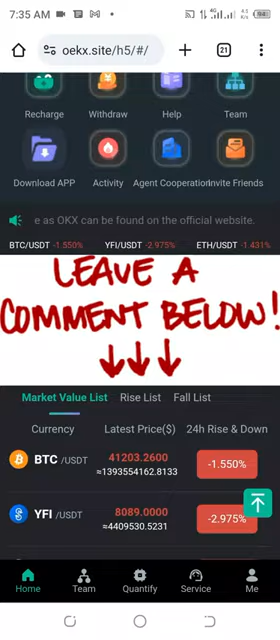 7:35 AM
oekx.site/h5/#/
21
Recharge Withdraw Help Team
Download APP Activity Agent Cooperation Invite Friends
e as OKX can be found on the official website.
BTC/USDT -1.550% YFI/USDT -2.975% ETH/USDT -1.431%
LEAVE A
COMMENT BELOW!
Market Value List Rise List Fall List
Currency Latest Price($) 24h Rise & Down
BTC /USDT 41203.2600 -1.550%
≈1393554162.8133
YFI /USDT 8089.0000 -2.975%
≈4409530.5231
Home Team Quantify Service Me